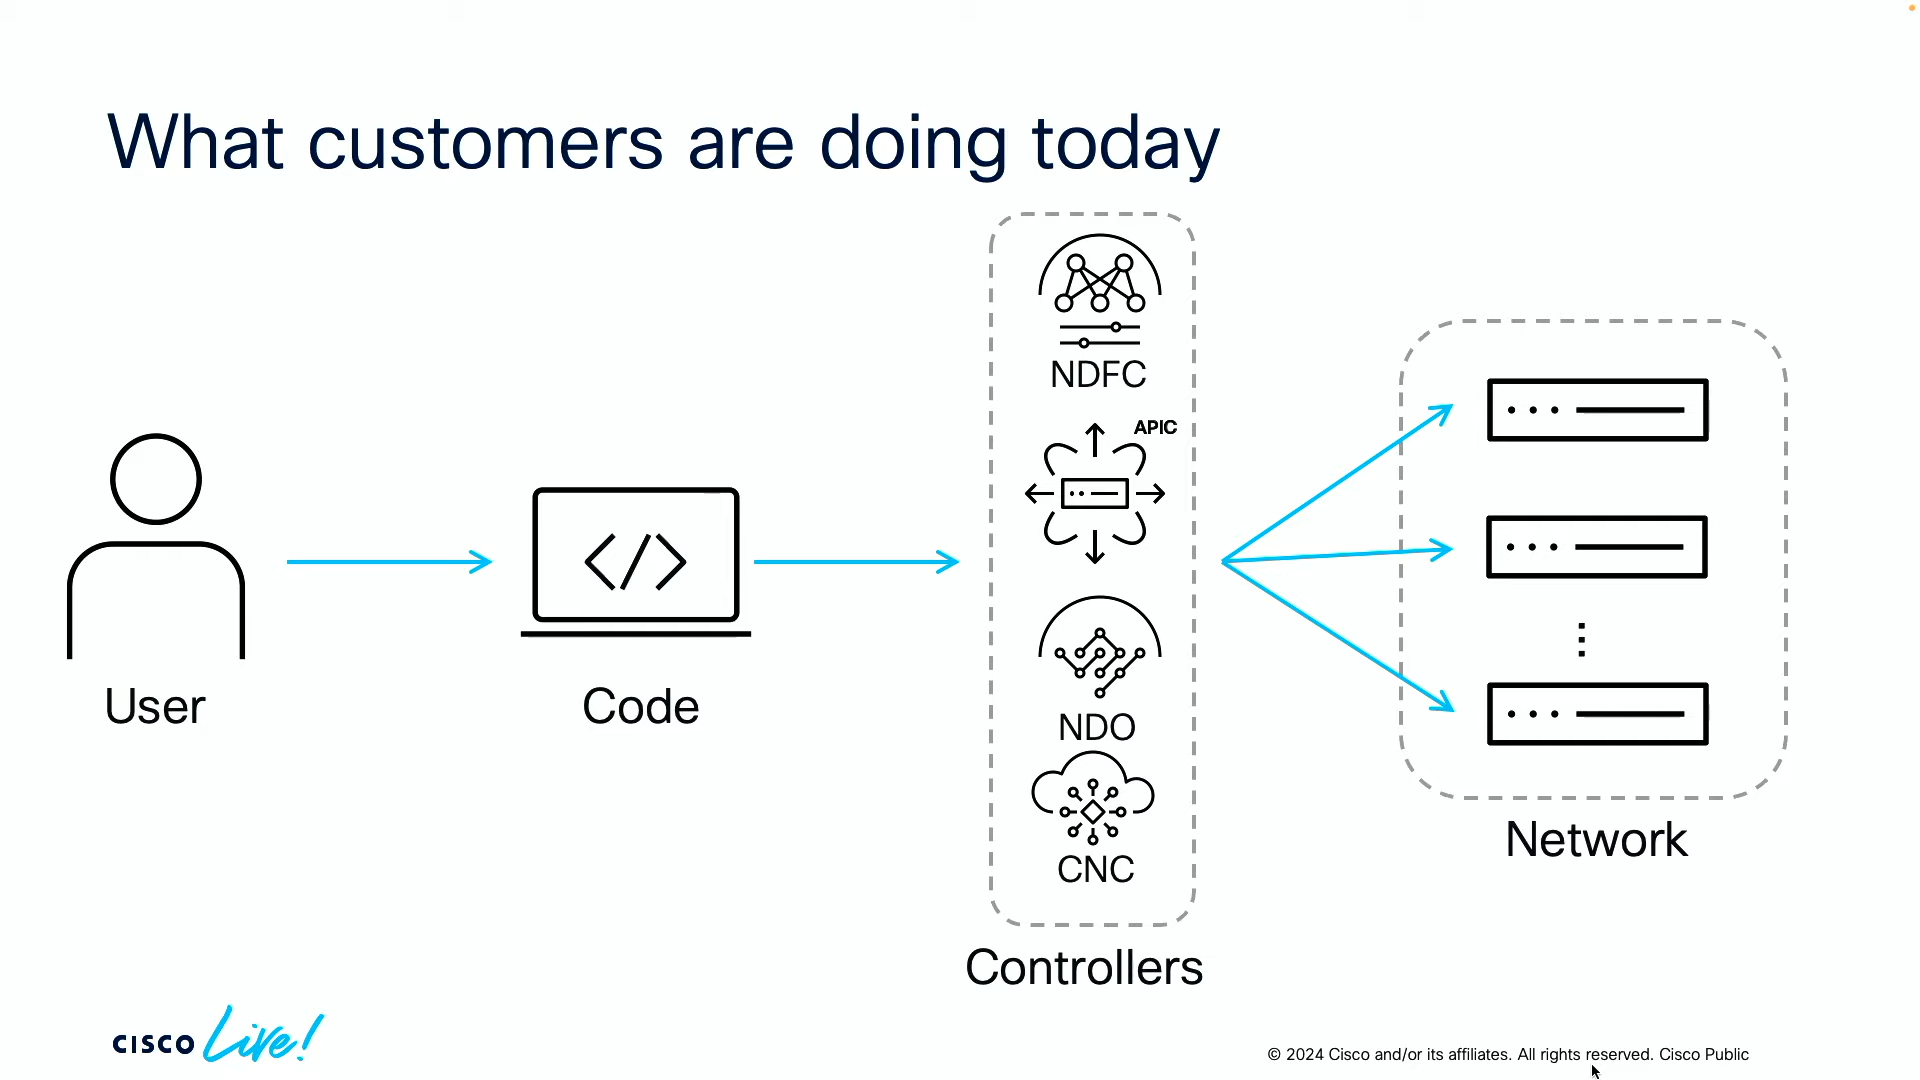 What customers are doing today
NDFC
APIC
NDO
CNC
User
Code
Controllers
Network
CISCO Live!
© 2024 Cisco and/or its affiliates. All rights reserved. Cisco Public